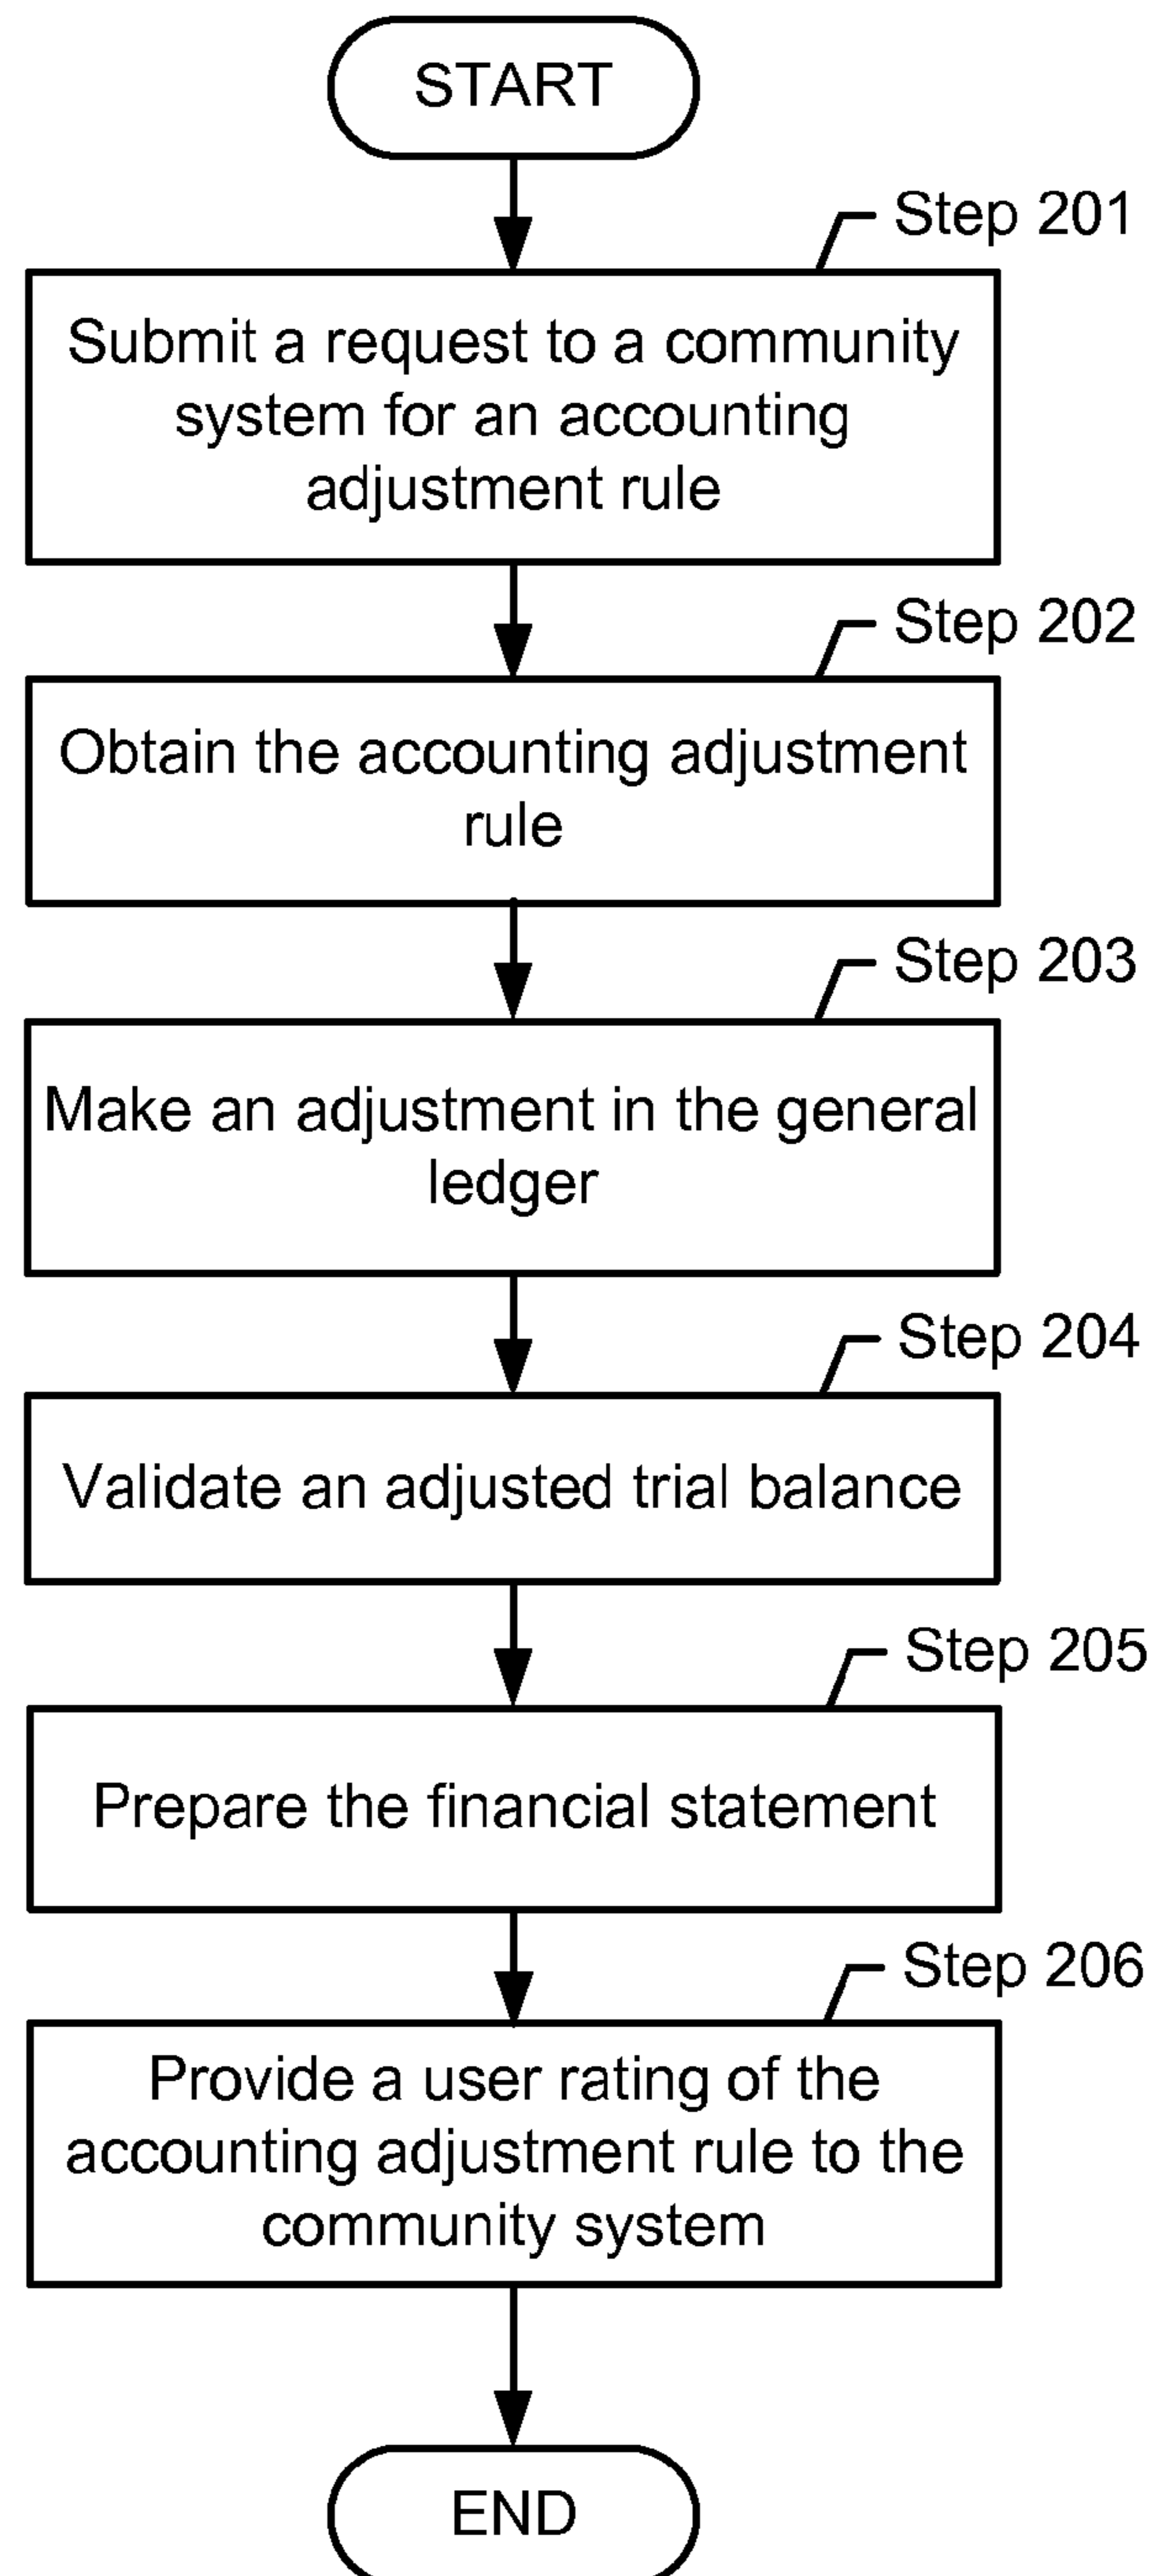 START
Step 201
Submit a request to a community
system for an accounting
adjustment rule
Step 202
Obtain the accounting adjustment
rule
Step 203
Make an adjustment in the general
ledger
Step 204
Validate an adjusted trial balance
Step 205
Prepare the financial statement
Step 206
Provide a user rating of the
accounting adjustment rule to the
community system
END